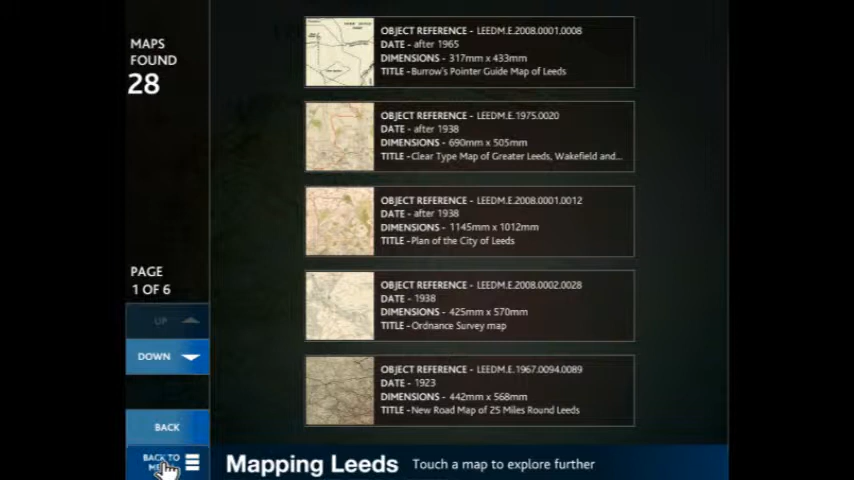 MAPS
FOUND
28
OBJECT REFERENCE - LEEDM.E.2008.0001.0008
DATE - after 1965
DIMENSIONS - 317mm x 433mm
TITLE - Burrow's Pointer Guide Map of Leeds
OBJECT REFERENCE - LEEDM.E.1975.0020
DATE - after 1938
DIMENSIONS - 690mm x 505mm
TITLE - Clear Type Map of Greater Leeds, Wakefield and...
OBJECT REFERENCE - LEEDM.E.2008.0001.0012
DATE - after 1938
DIMENSIONS - 1145mm x 1012mm
TITLE - Plan of the City of Leeds
OBJECT REFERENCE - LEEDM.E.2008.0002.0028
DATE - 1938
DIMENSIONS - 425mm x 570mm
TITLE - Ordnance Survey map
OBJECT REFERENCE - LEEDM.E.1967.0094.0089
DATE - 1923
DIMENSIONS - 442mm x 568mm
TITLE - New Road Map of 25 Miles Round Leeds
PAGE
1 OF 6
UP
DOWN
BACK
BACK TO
Mapping Leeds Touch a map to explore further